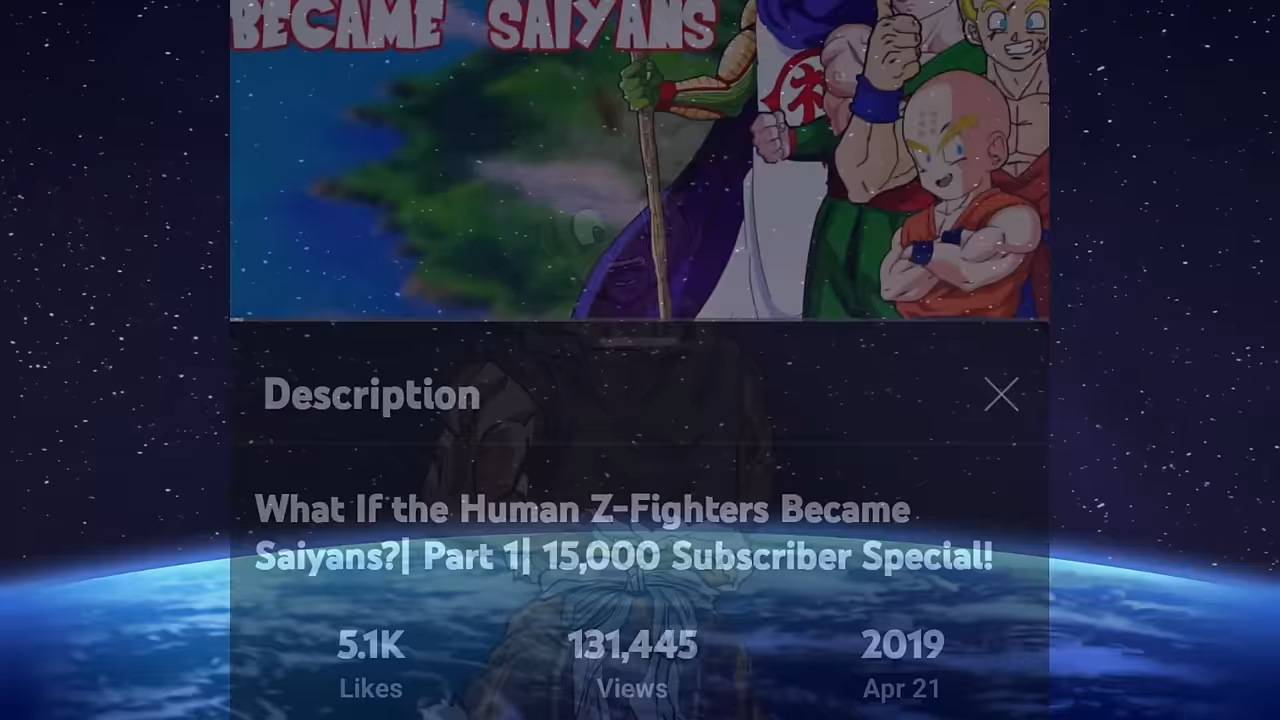 BECAME SAIYANS
Description
What If the Human Z-Fighters Became
Saiyans?| Part 1| 15,000 Subscriber Special!
5.1K 131,445 2019
Likes Views Apr 21